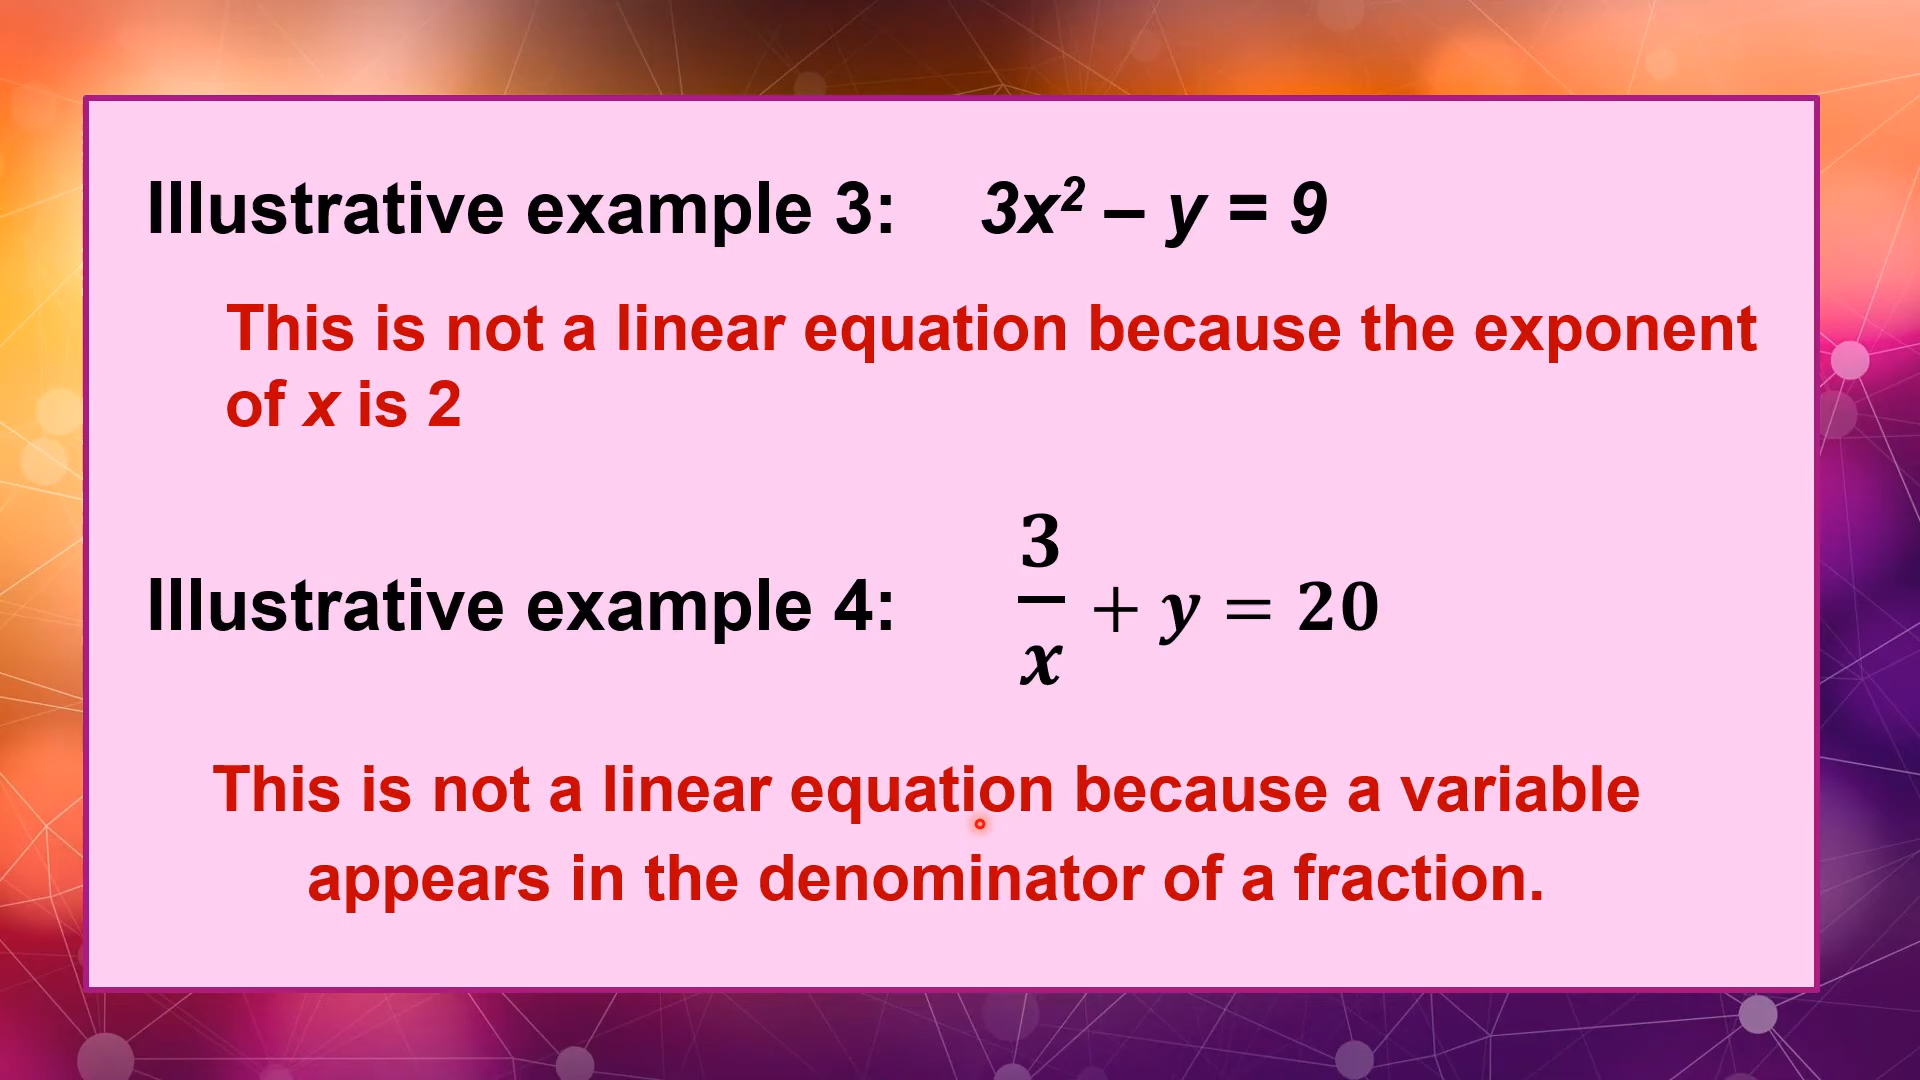 Illustrative example 3: 3x² – y = 9
This is not a linear equation because the exponent
of x is 2
Illustrative example 4: 3/x + y = 20
This is not a linear equation because a variable
appears in the denominator of a fraction.